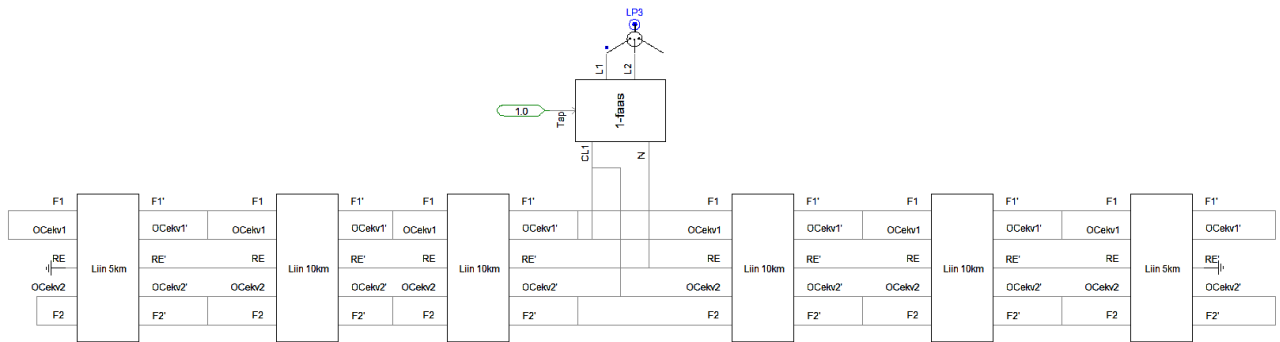 LP3
L1 L2
1-faas
1.0
Tap
CL1 N
F1 F1' F1 F1' F1 F1' F1 F1' F1 F1' F1 F1'
OCekv1 OCekv1' OCekv1 OCekv1' OCekv1 OCekv1' OCekv1 OCekv1' OCekv1 OCekv1' OCekv1 OCekv1'
RE RE' RE RE' RE RE' RE RE' RE RE' RE RE'
Liin 5km Liin 10km Liin 10km Liin 10km Liin 10km Liin 5km
OCekv2 OCekv2' OCekv2 OCekv2' OCekv2 OCekv2' OCekv2 OCekv2' OCekv2 OCekv2' OCekv2 OCekv2'
F2 F2' F2 F2' F2 F2' F2 F2' F2 F2' F2 F2'